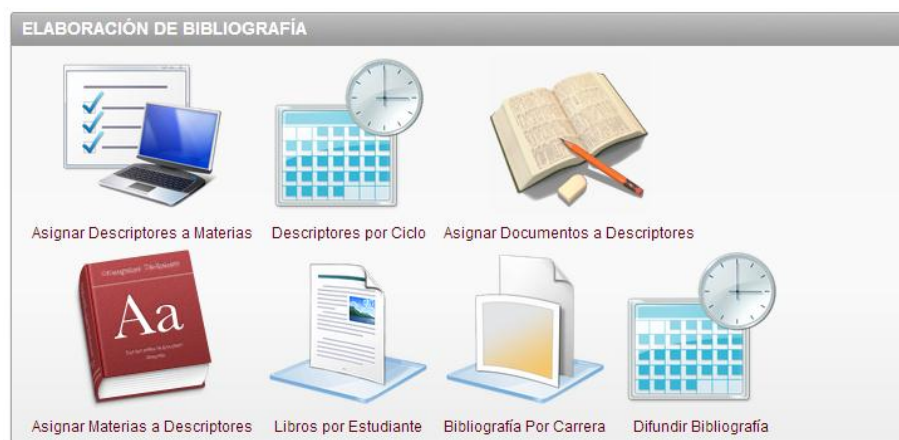 ELABORACIÓN DE BIBLIOGRAFÍA
Asignar Descriptores a Materias
Descriptores por Ciclo
Asignar Documentos a Descriptores
Aa
Asignar Materias a Descriptores
Libros por Estudiante
Bibliografía Por Carrera
Difundir Bibliografía